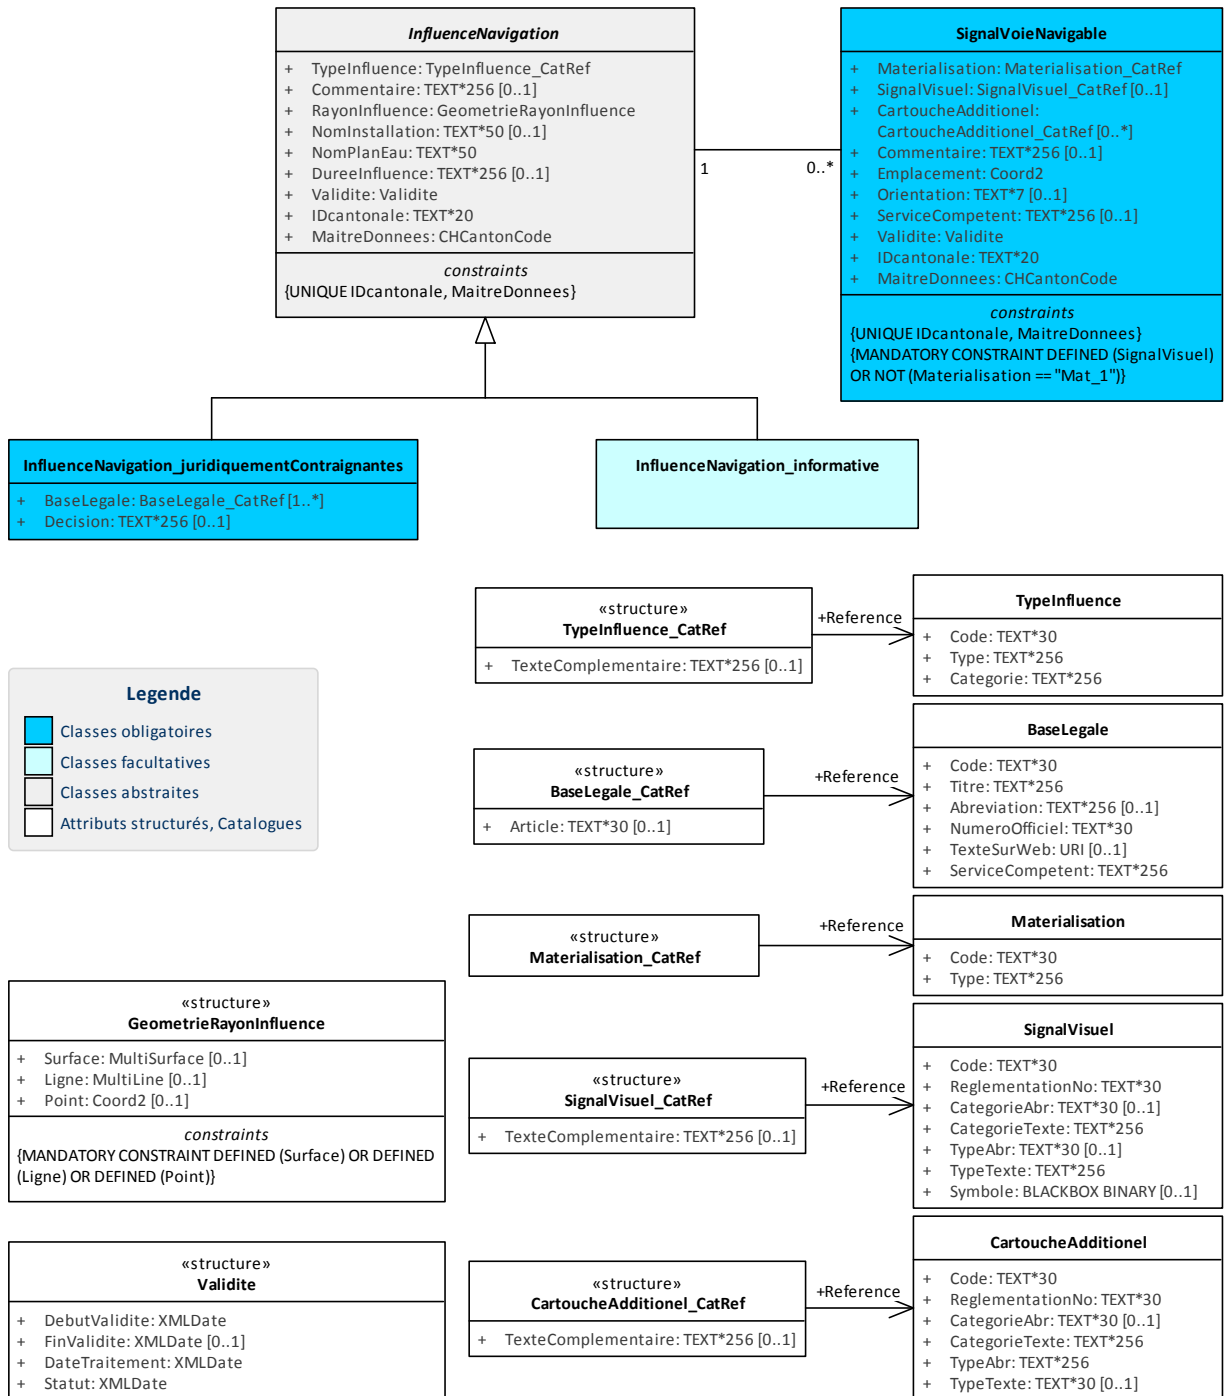 InfluenceNavigation
+ TypeInfluence: TypeInfluence_CatRef
+ Commentaire: TEXT*256 [0..1]
+ RayonInfluence: GeometrieRayonInfluence
+ NomInstallation: TEXT*50 [0..1]
+ NomPlanEau: TEXT*50
+ DureeInfluence: TEXT*256 [0..1]
+ Validite: Validite
+ IDcantonale: TEXT*20
+ MaitreDonnees: CHCantonCode
constraints
{UNIQUE IDcantonale, MaitreDonnees}
1
0..*
SignalVoieNavigable
+ Materialisation: Materialisation_CatRef
+ SignalVisuel: SignalVisuel_CatRef [0..1]
+ CartoucheAdditionel:
CartoucheAdditionel_CatRef [0..*]
+ Commentaire: TEXT*256 [0..1]
+ Emplacement: Coord2
+ Orientation: TEXT*7 [0..1]
+ ServiceCompetent: TEXT*256 [0..1]
+ Validite: Validite
+ IDcantonale: TEXT*20
+ MaitreDonnees: CHCantonCode
constraints
{UNIQUE IDcantonale, MaitreDonnees}
{MANDATORY CONSTRAINT DEFINED (SignalVisuel)
OR NOT (Materialisation == "Mat_1")}
InfluenceNavigation_juridiquementContraignantes
+ BaseLegale: BaseLegale_CatRef [1..*]
+ Decision: TEXT*256 [0..1]
InfluenceNavigation_informative
«structure»
TypeInfluence_CatRef
+ TexteComplementaire: TEXT*256 [0..1]
+Reference
TypeInfluence
+ Code: TEXT*30
+ Type: TEXT*256
+ Categorie: TEXT*256
Legende
Classes obligatoires
Classes facultatives
Classes abstraites
Attributs structurés, Catalogues
«structure»
BaseLegale_CatRef
+ Article: TEXT*30 [0..1]
+Reference
BaseLegale
+ Code: TEXT*30
+ Titre: TEXT*256
+ Abreviation: TEXT*256 [0..1]
+ NumeroOfficiel: TEXT*30
+ TexteSurWeb: URI [0..1]
+ ServiceCompetent: TEXT*256
«structure»
Materialisation_CatRef
+Reference
Materialisation
+ Code: TEXT*30
+ Type: TEXT*256
«structure»
GeometrieRayonInfluence
+ Surface: MultiSurface [0..1]
+ Ligne: MultiLine [0..1]
+ Point: Coord2 [0..1]
constraints
{MANDATORY CONSTRAINT DEFINED (Surface) OR DEFINED
(Ligne) OR DEFINED (Point)}
«structure»
SignalVisuel_CatRef
+ TexteComplementaire: TEXT*256 [0..1]
+Reference
SignalVisuel
+ Code: TEXT*30
+ ReglementationNo: TEXT*30
+ CategorieAbr: TEXT*30 [0..1]
+ CategorieTexte: TEXT*256
+ TypeAbr: TEXT*30 [0..1]
+ TypeTexte: TEXT*256
+ Symbole: BLACKBOX BINARY [0..1]
«structure»
Validite
+ DebutValidite: XMLDate
+ FinValidite: XMLDate [0..1]
+ DateTraitement: XMLDate
+ Statut: XMLDate
«structure»
CartoucheAdditionel_CatRef
+ TexteComplementaire: TEXT*256 [0..1]
+Reference
CartoucheAdditionel
+ Code: TEXT*30
+ ReglementationNo: TEXT*30
+ CategorieAbr: TEXT*30 [0..1]
+ CategorieTexte: TEXT*256
+ TypeAbr: TEXT*256
+ TypeTexte: TEXT*30 [0..1]